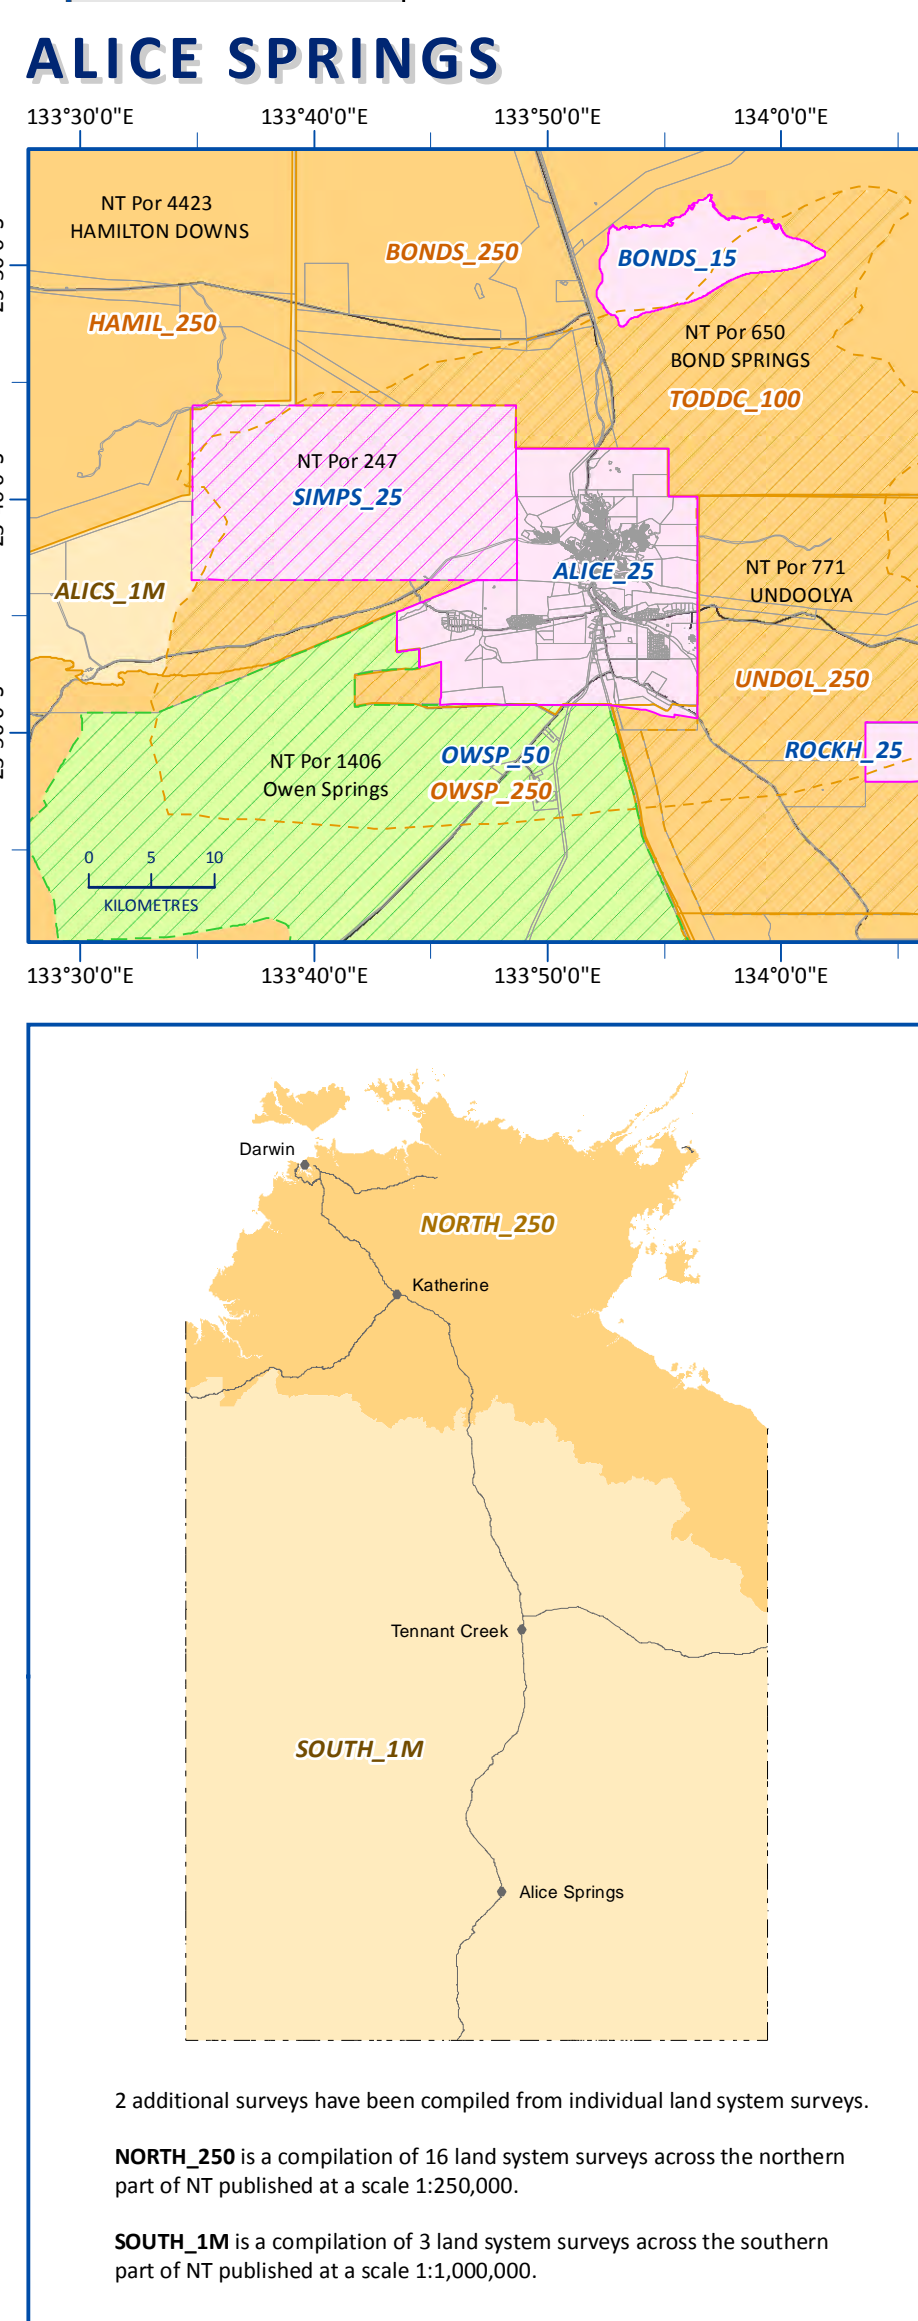 ALICE SPRINGS
133°30'0"E 133°40'0"E 133°50'0"E 134°0'0"E
NT Por 4423
HAMILTON DOWNS
BONDS_250
BONDS_15
HAMIL_250
NT Por 650
BOND SPRINGS
TODDC_100
NT Por 247
SIMPS_25
ALICE_25
NT Por 771
UNDOOLYA
ALICS_1M
UNDOL_250
ROCKH_25
NT Por 1406
Owen Springs
OWSP_50
OWSP_250
0 5 10
KILOMETRES
133°30'0"E 133°40'0"E 133°50'0"E 134°0'0"E
Darwin
NORTH_250
Katherine
Tennant Creek
SOUTH_1M
Alice Springs
2 additional surveys have been compiled from individual land system surveys.
NORTH_250 is a compilation of 16 land system surveys across the northern
part of NT published at a scale 1:250,000.
SOUTH_1M is a compilation of 3 land system surveys across the southern
part of NT published at a scale 1:1,000,000.